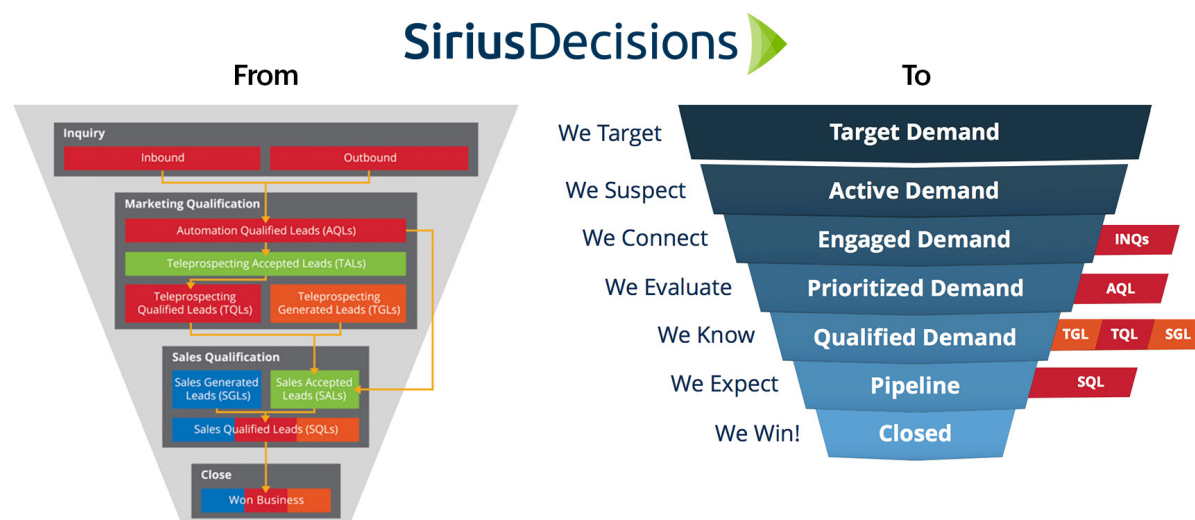 SiriusDecisions
From
Inquiry
Inbound
Outbound
Marketing Qualification
Automation Qualified Leads (AQLs)
Teleprospecting Accepted Leads (TALs)
Teleprospecting
Qualified Leads (TQLs)
Teleprospecting
Generated Leads (TGLs)
Sales Qualification
Sales Generated
Leads (SGLs)
Sales Accepted
Leads (SALs)
Sales Qualified Leads (SQLs)
Close
Won Business
To
We Target
Target Demand
We Suspect
Active Demand
We Connect
Engaged Demand
INQs
We Evaluate
Prioritized Demand
AQL
We Know
Qualified Demand
TGL
TQL
SGL
We Expect
Pipeline
SQL
We Win!
Closed